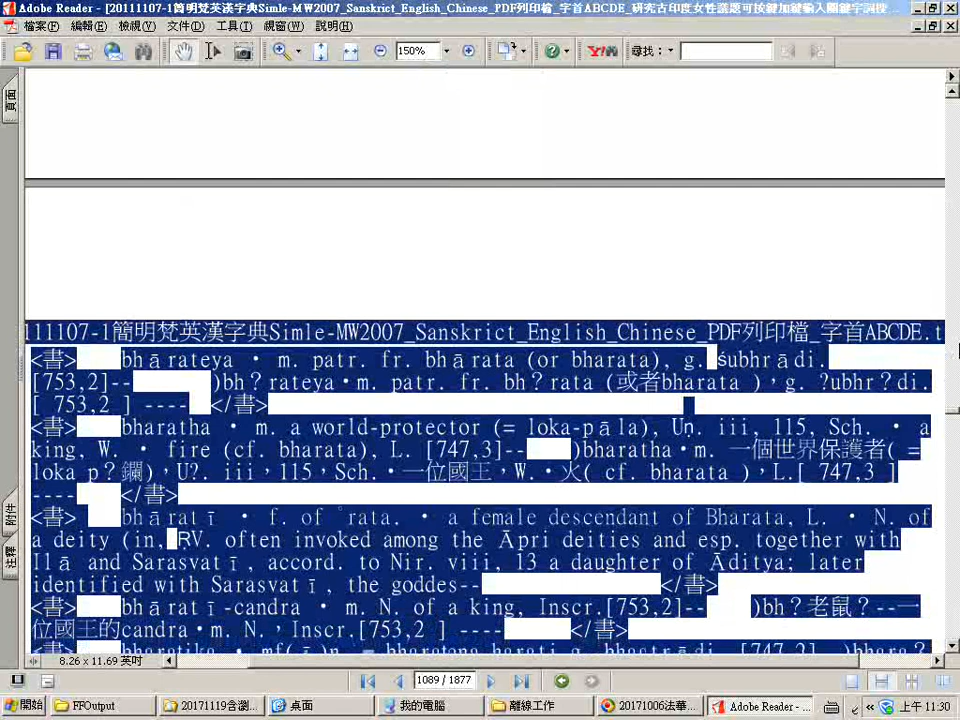 Adobe Reader - [20111107-1簡明梵英漢字典Simle-MW2007_Sanskrict_English_Chinese_PDF列印檔_字首ABCDE_研究古印度女性議題可按鍵輸入關鍵字詞搜
檔案(F) 編輯(E) 檢視(V) 文件(D) 工具(T) 視窗(W) 說明(H)
150% Y! 尋找:
頁面
111107-1簡明梵英漢字典Simle-MW2007_Sanskrict_English_Chinese_PDF列印檔_字首ABCDE.t
<書> bhārateya • m. patr. fr. bhārata (or bharata), g. śubhrādi.
[753,2]-- )bh?rateya•m. patr. fr. bh?rata (或者bharata )，g. ?ubhr?di.
[ 753,2 ] ---- </書>
<書> bharatha • m. a world-protector (= loka-pāla), Uṇ. iii, 115, Sch. • a
king, W. • fire (cf. bharata), L. [747,3]-- )bharatha•m. 一個世界保護者( =
loka p?鑭)，U?. iii，115，Sch.•一位國王，W.•火( cf. bharata )，L.[ 747,3 ]
---- </書>
<書> bhāratī • f. of °rata. • a female descendant of Bharata, L. • N. of
a deity (in, RV. often invoked among the Āpri deities and esp. together with
Ilā and Sarasvatī, accord. to Nir. viii, 13 a daughter of Āditya; later
identified with Sarasvatī, the goddes-- </書>
<書> bhāratī-candra • m. N. of a king, Inscr.[753,2]-- )bh?老鼠?--一
位國王的candra•m. N.，Inscr.[753,2 ] ---- </書>
附件
注釋
8.26 x 11.69 英吋
1089 / 1877
開始 FFOutput 20171119含瀏... 桌面 我的電腦 離線工作 20171006法華... Adobe Reader -... 上午 11:30